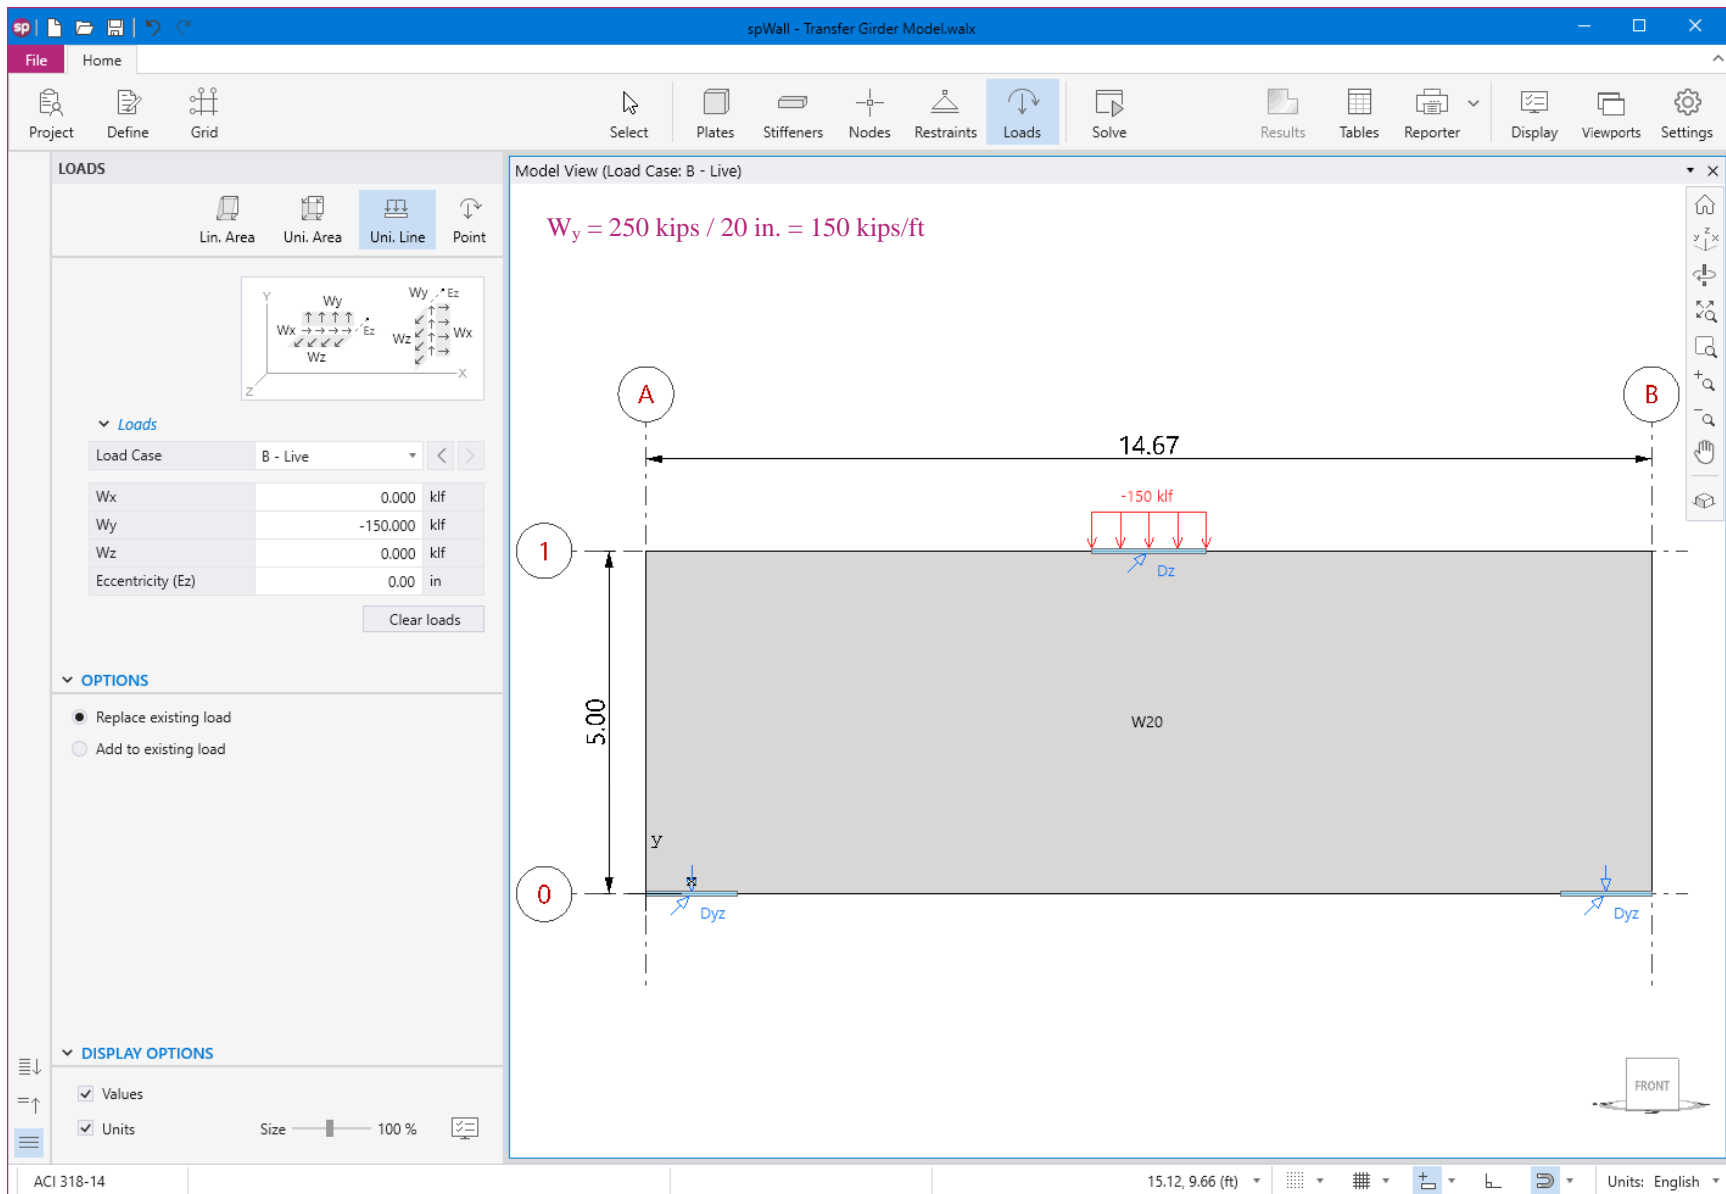 sp
spWall - Transfer Girder Model.walx
File Home
Project Define Grid Select Plates Stiffeners Nodes Restraints Loads Solve Results Tables Reporter Display Viewports Settings
LOADS
Lin. Area Uni. Area Uni. Line Point
Y Wy Wx Ez Wz Wy Ez Wz Wx X Z
Loads
Load Case B - Live
Wx 0.000 klf
Wy -150.000 klf
Wz 0.000 klf
Eccentricity (Ez) 0.00 in
Clear loads
OPTIONS
Replace existing load
Add to existing load
DISPLAY OPTIONS
Values
Units Size 100 %
Model View (Load Case: B - Live)
Wy = 250 kips / 20 in. = 150 kips/ft
y z x
A B
14.67
-150 klf
1
Dz
5.00
W20
y
0
Dyz Dyz
FRONT
ACI 318-14 15.12, 9.66 (ft) Units: English